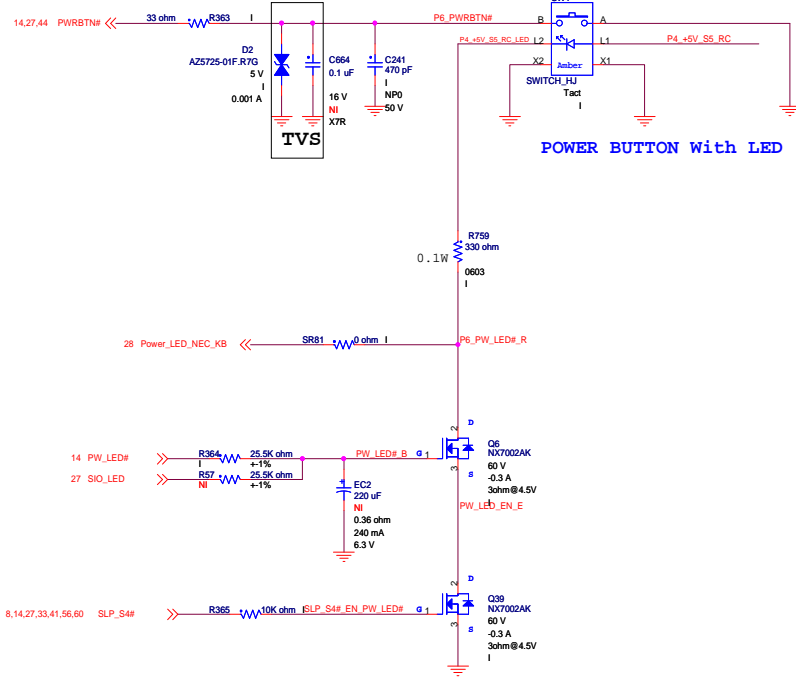 14,27,44 PWRBTN#
33 ohm
R363
I
P6_PWRBTN#
B
A
D2
AZ5725-01F.R7G
5 V
I
0.001 A
C664
0.1 uF
16 V
NI
X7R
C241
470 pF
I
NP0
50 V
TVS
P4_+5V_S5_RC_LED
L2
L1
P4_+5V_S5_RC
X2
Amber
X1
SWITCH_HJ
Tact
I
POWER BUTTON With LED
R759
330 ohm
0.1W
0603
I
28 Power_LED_NEC_KB
SR81
0 ohm
I
P6_PW_LED#_R
2
D
14 PW_LED#
R364
25.5K ohm
I
+-1%
PW_LED#_B
G
1
Q6
NX7002AK
60 V
-0.3 A
3ohm@4.5V
I
3
S
27 SIO_LED
R57
25.5K ohm
NI
+-1%
EC2
220 uF
NI
0.36 ohm
240 mA
6.3 V
PW_LED_EN_E
2
D
8,14,27,33,41,56,60 SLP_S4#
R365
10K ohm
I
SLP_S4#_EN_PW_LED#
G
1
Q39
NX7002AK
60 V
-0.3 A
3ohm@4.5V
I
3
S